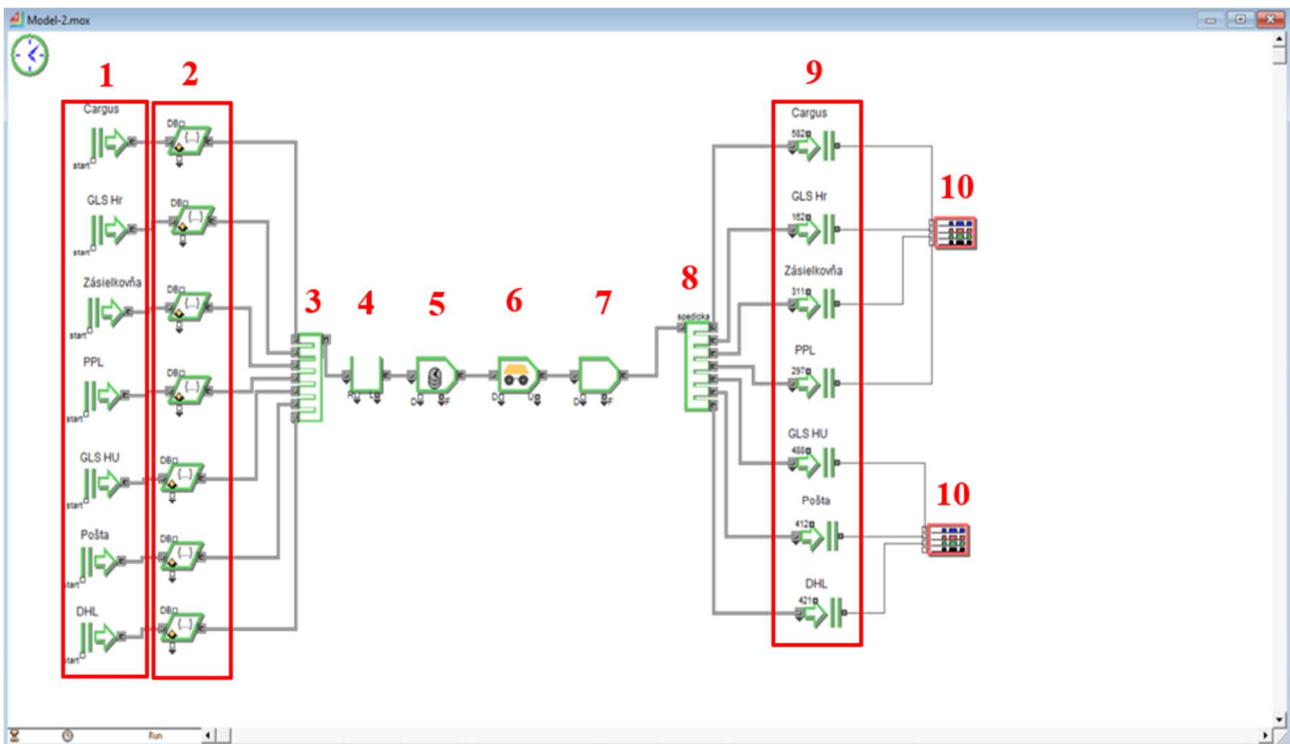 Model-2.mox
1
2
9
Cargus
start
DB
Cargus
582
10
GLS Hr
start
DB
GLS Hr
162
Zásielkovňa
start
DB
3
4
5
6
7
8
spedicka
Zásielkovňa
311
PPL
start
DB
R
L
D
F
D
U
D
F
PPL
297
GLS HU
start
DB
GLS HU
488
10
Pošta
start
DB
Pošta
412
DHL
start
DB
DHL
421
Run